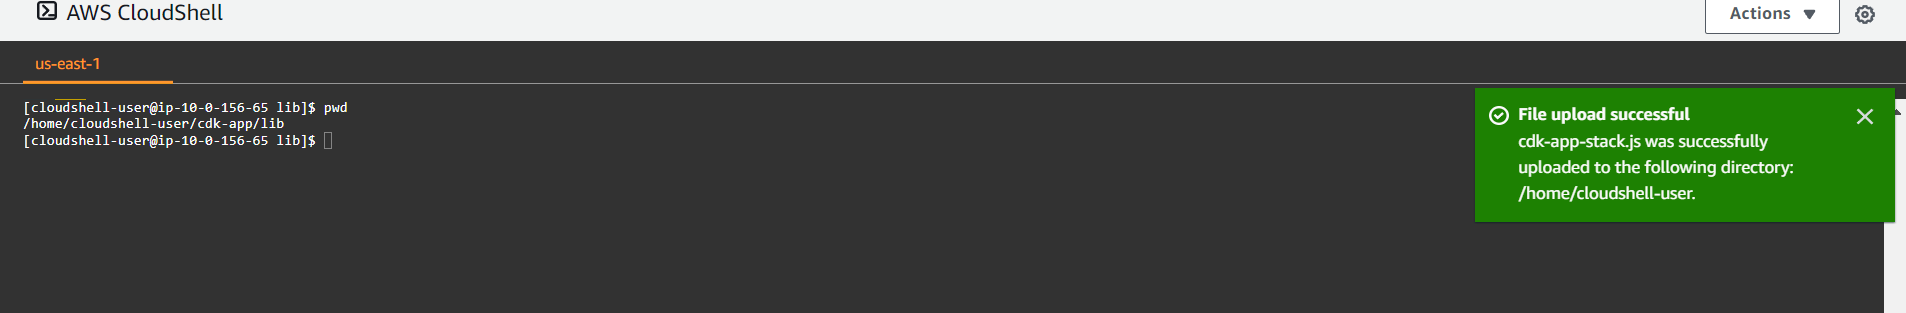 AWS CloudShell
Actions
us-east-1
[cloudshell-user@ip-10-0-156-65 lib]$ pwd
/home/cloudshell-user/cdk-app/lib
[cloudshell-user@ip-10-0-156-65 lib]$
File upload successful
cdk-app-stack.js was successfully
uploaded to the following directory:
/home/cloudshell-user.